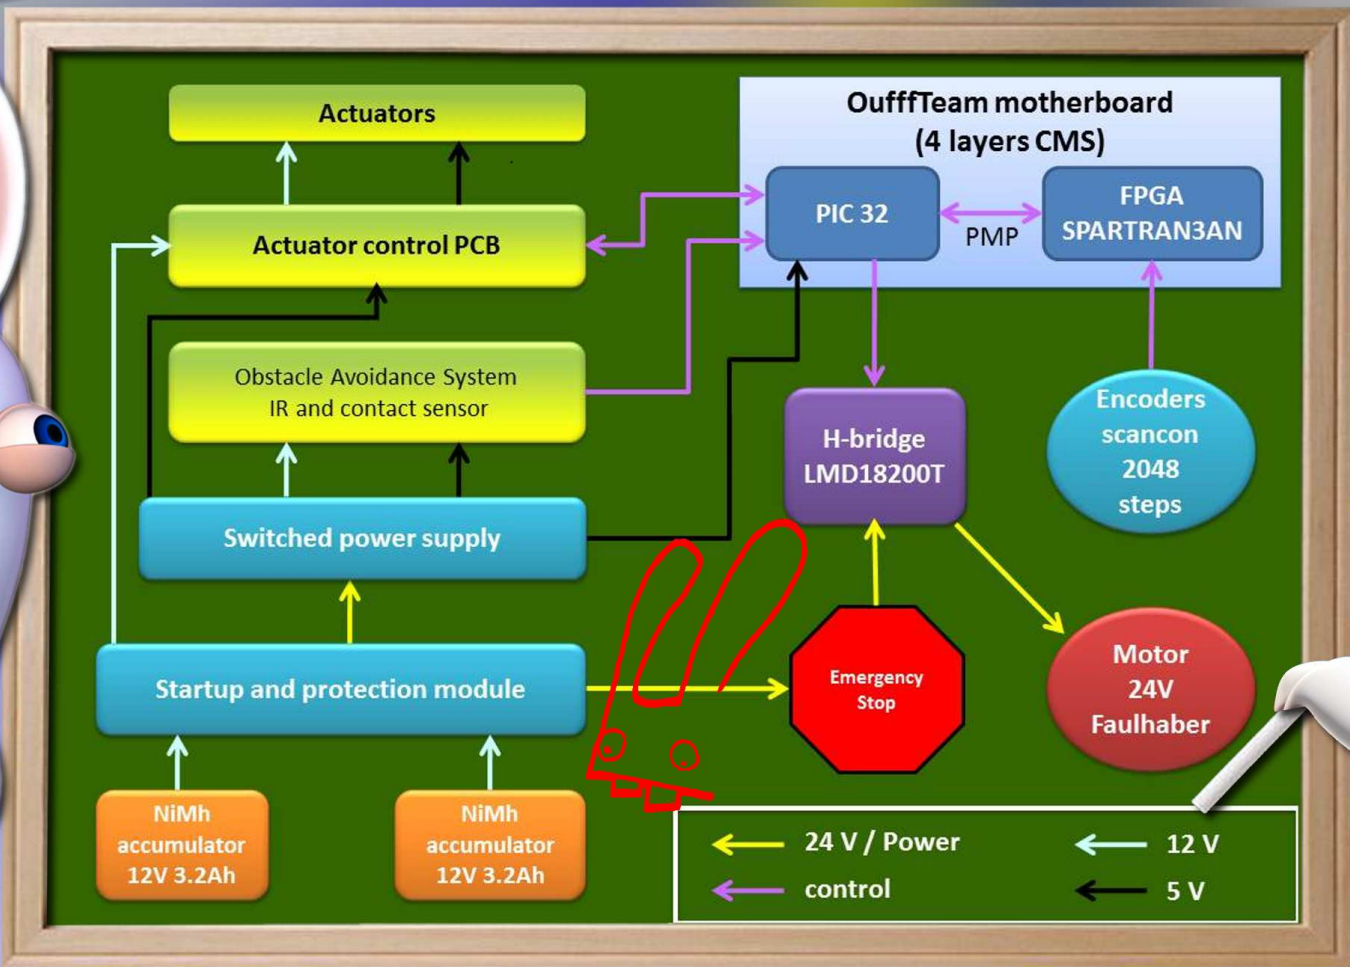 Actuators
OufffTeam motherboard
(4 layers CMS)
Actuator control PCB
PIC 32
PMP
FPGA
SPARTRAN3AN
Obstacle Avoidance System
IR and contact sensor
H-bridge
LMD18200T
Encoders
scancon
2048
steps
Switched power supply
Startup and protection module
Emergency
Stop
Motor
24V
Faulhaber
NiMh
accumulator
12V 3.2Ah
NiMh
accumulator
12V 3.2Ah
24 V / Power
12 V
control
5 V